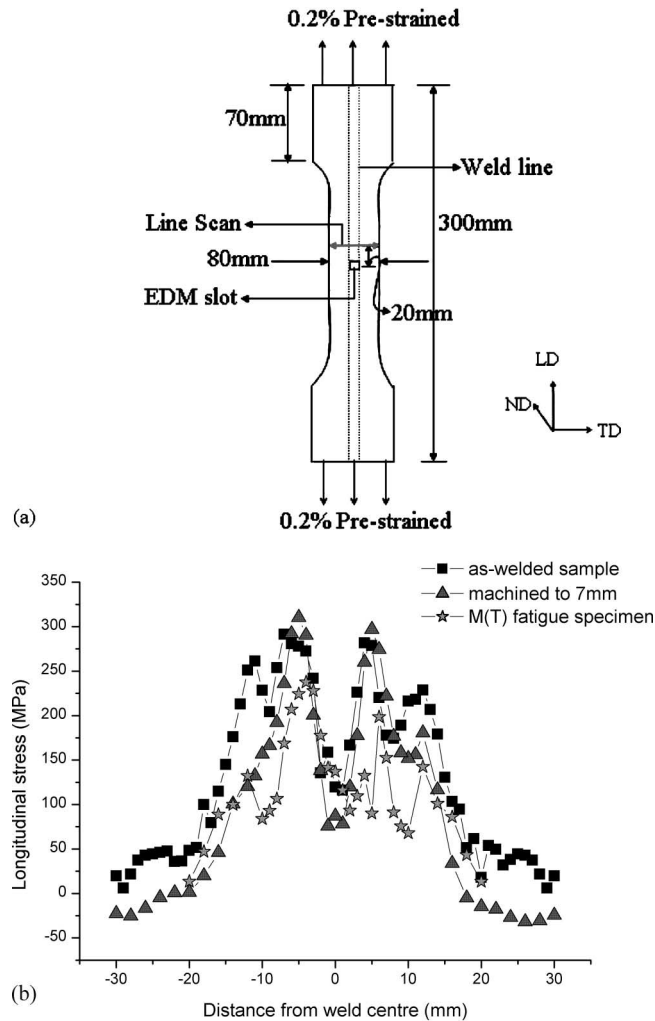 0.2% Pre-strained
70mm
Weld line
300mm
Line Scan
80mm
EDM slot
20mm
LD
ND
TD
(a)
0.2% Pre-strained
as-welded sample
machined to 7mm
M(T) fatigue specimen
350
300
250
200
150
100
50
0
-50
Longitudinal stress (MPa)
-30
-20
-10
0
10
20
30
(b)
Distance from weld centre (mm)